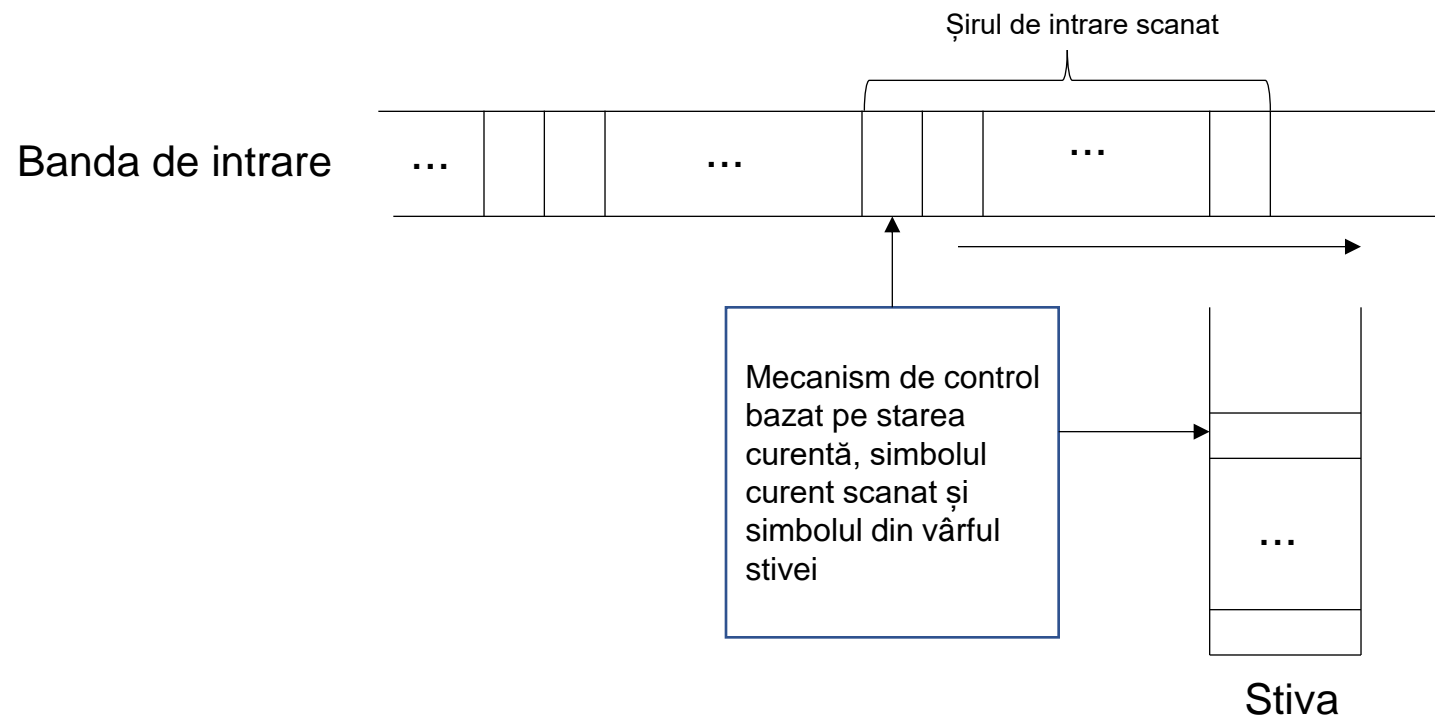 Șirul de intrare scanat
Banda de intrare
...
...
...
Mecanism de control
bazat pe starea
curentă, simbolul
curent scanat și
simbolul din vârful
stivei
...
Stiva